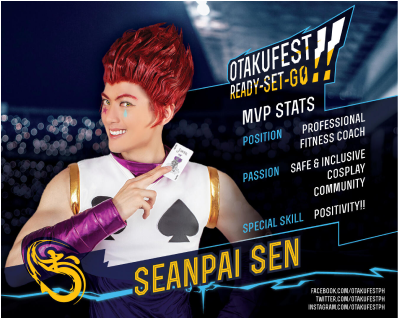 OTAKUFEST!!
READY-SET-GO
MVP STATS
POSITION PROFESSIONAL
FITNESS COACH
PASSION SAFE & INCLUSIVE
COSPLAY
COMMUNITY
SPECIAL SKILL POSITIVITY!!
SEANPAI SEN
FACEBOOK.COM/OTAKUFESTPH
TWITTER.COM/OTAKUFESTPH
INSTAGRAM.COM/OTAKUFESTPH